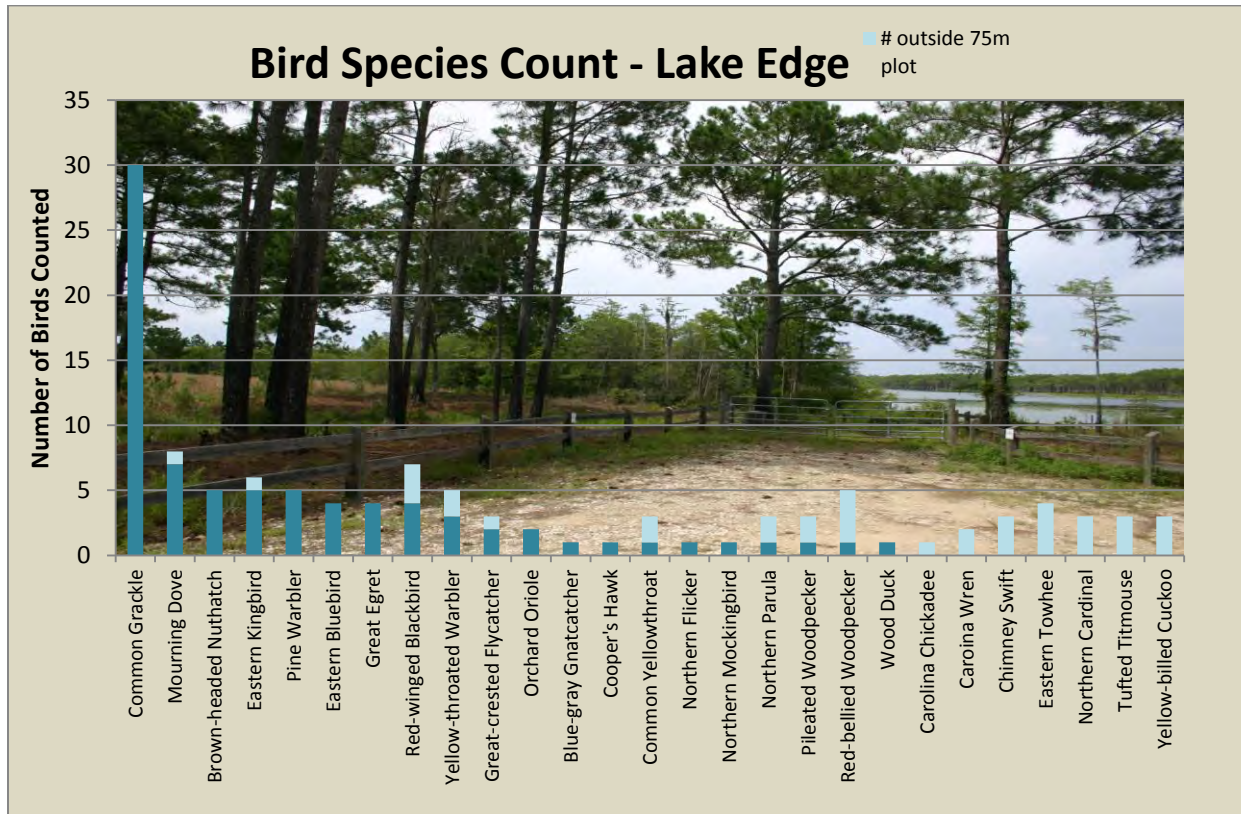 Bird Species Count - Lake Edge
# outside 75m
plot
Number of Birds Counted
35
30
25
20
15
10
5
0
Common Grackle
Mourning Dove
Brown-headed Nuthatch
Eastern Kingbird
Pine Warbler
Eastern Bluebird
Great Egret
Red-winged Blackbird
Yellow-throated Warbler
Great-crested Flycatcher
Orchard Oriole
Blue-gray Gnatcatcher
Cooper's Hawk
Common Yellowthroat
Northern Flicker
Northern Mockingbird
Northern Parula
Pileated Woodpecker
Red-bellied Woodpecker
Wood Duck
Carolina Chickadee
Caroina Wren
Chimney Swift
Eastern Towhee
Northern Cardinal
Tufted Titmouse
Yellow-billed Cuckoo